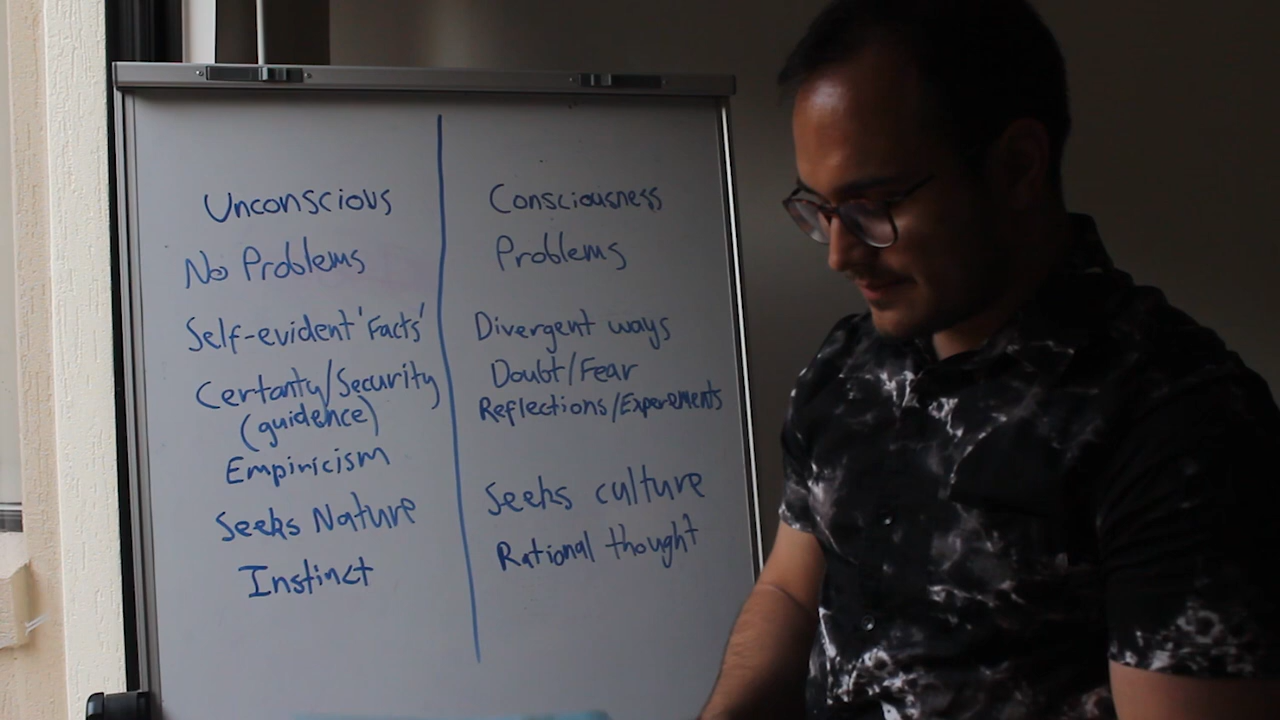 Unconscious
No Problems
Self-evident 'Facts'
Certanty/Security
(guidence)
Empiricism
Seeks Nature
Instinct
Consciousness
Problems
Divergent ways
Doubt/Fear
Reflections/Experements
Seeks culture
Rational thought